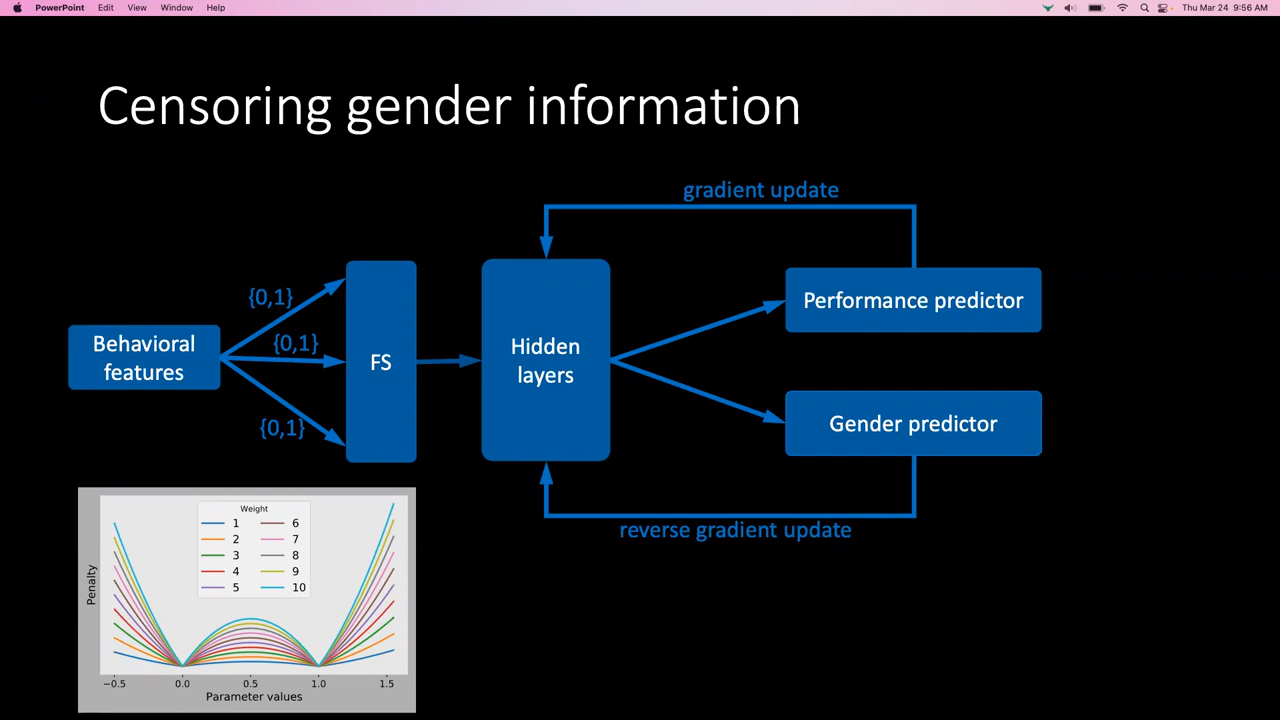 PowerPoint Edit View Window Help
Thu Mar 24 9:56 AM
Censoring gender information
gradient update
{0,1}
{0,1}
{0,1}
Behavioral
features
FS
Hidden
layers
Performance predictor
Gender predictor
reverse gradient update
Weight
1 6
2 7
3 8
4 9
5 10
Penalty
−0.5 0.0 0.5 1.0 1.5
Parameter values